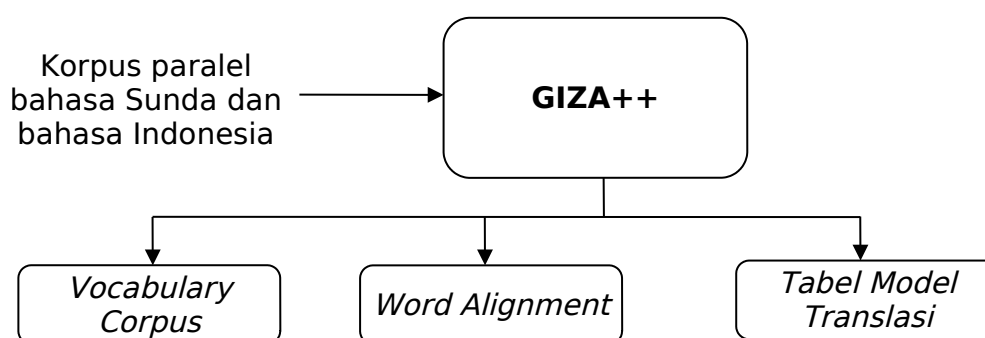 Korpus paralel
bahasa Sunda dan
bahasa Indonesia
GIZA++
Vocabulary
Corpus
Word Alignment
Tabel Model
Translasi